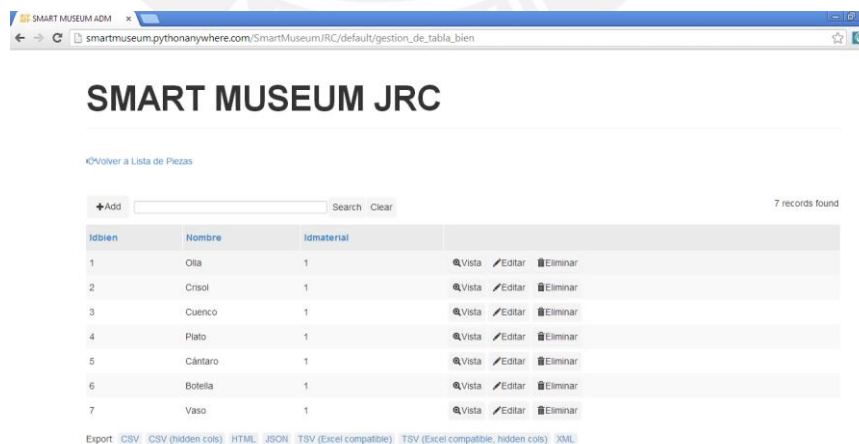 SMART MUSEUM ADM
smartmuseum.pythonanywhere.com/SmartMuseumJRC/default/gestion_de_tabla_bien
SMART MUSEUM JRC
Volver a Lista de Piezas
+Add Search Clear 7 records found
Idbien Nombre Idmaterial
1 Olla 1 Vista Editar Eliminar
2 Crisol 1 Vista Editar Eliminar
3 Cuenco 1 Vista Editar Eliminar
4 Plato 1 Vista Editar Eliminar
5 Cántaro 1 Vista Editar Eliminar
6 Botella 1 Vista Editar Eliminar
7 Vaso 1 Vista Editar Eliminar
Export: CSV CSV (hidden cols) HTML JSON TSV (Excel compatible) TSV (Excel compatible, hidden cols) XML